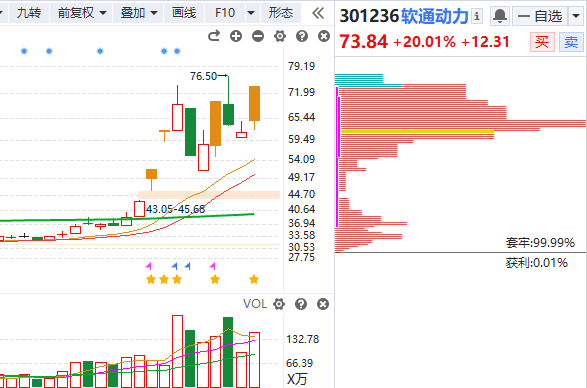 九转 前复权 叠加 画线 F10 形态
301236 软通动力
自选
73.84 +20.01% +12.31
买 卖
76.50
79.19
71.99
65.44
59.49
54.09
49.17
44.70
40.64
36.94
33.58
30.53
27.75
43.05-45.68
套牢:99.99%
获利:0.01%
VOL
132.78
66.39
X万